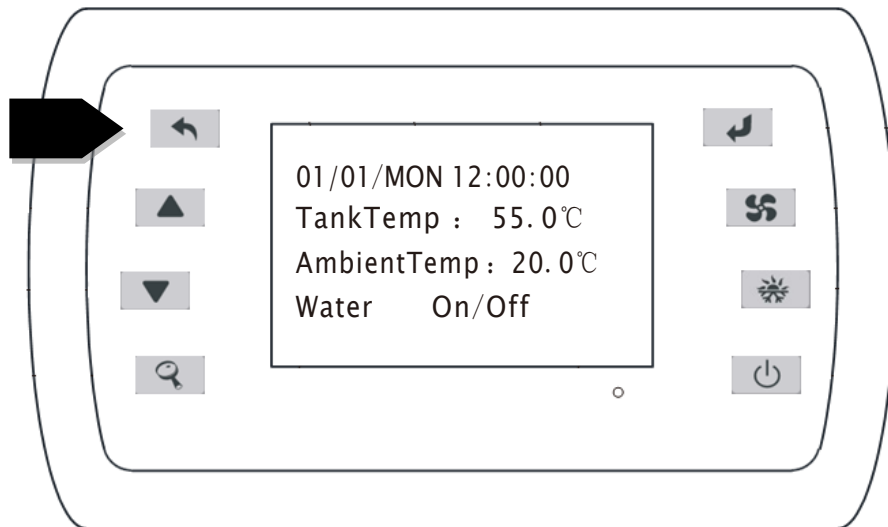 01/01/MON 12:00:00
TankTemp： 55.0℃
AmbientTemp：20.0℃
Water On/Off